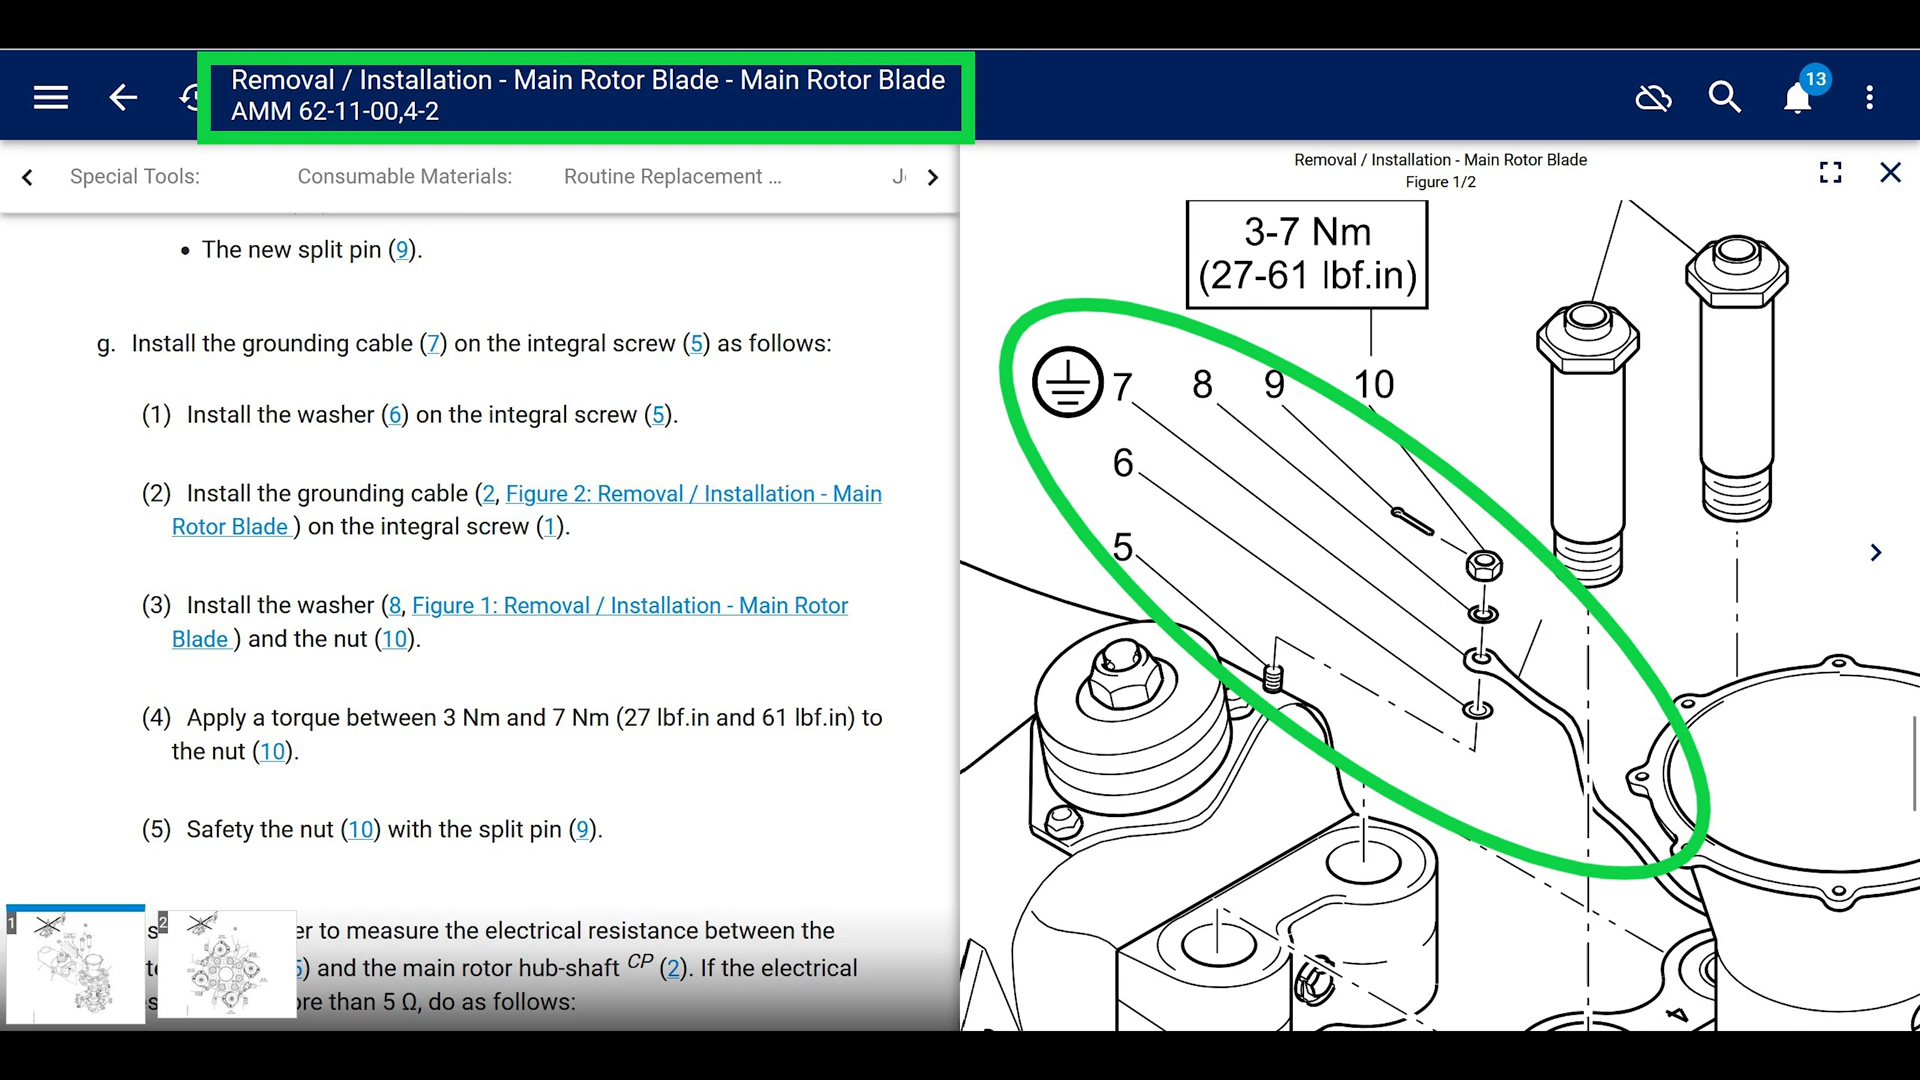 Removal / Installation - Main Rotor Blade - Main Rotor Blade
AMM 62-11-00,4-2
13
Special Tools: Consumable Materials: Routine Replacement ...
• The new split pin (9).
g. Install the grounding cable (7) on the integral screw (5) as follows:
(1) Install the washer (6) on the integral screw (5).
(2) Install the grounding cable (2, Figure 2: Removal / Installation - Main
Rotor Blade ) on the integral screw (1).
(3) Install the washer (8, Figure 1: Removal / Installation - Main Rotor
Blade ) and the nut (10).
(4) Apply a torque between 3 Nm and 7 Nm (27 lbf.in and 61 lbf.in) to
the nut (10).
(5) Safety the nut (10) with the split pin (9).
er to measure the electrical resistance between the
5) and the main rotor hub-shaft CP (2). If the electrical
ore than 5 Ω, do as follows:
1
2
Removal / Installation - Main Rotor Blade
Figure 1/2
3-7 Nm
(27-61 lbf.in)
7 8 9 10
6
5
4